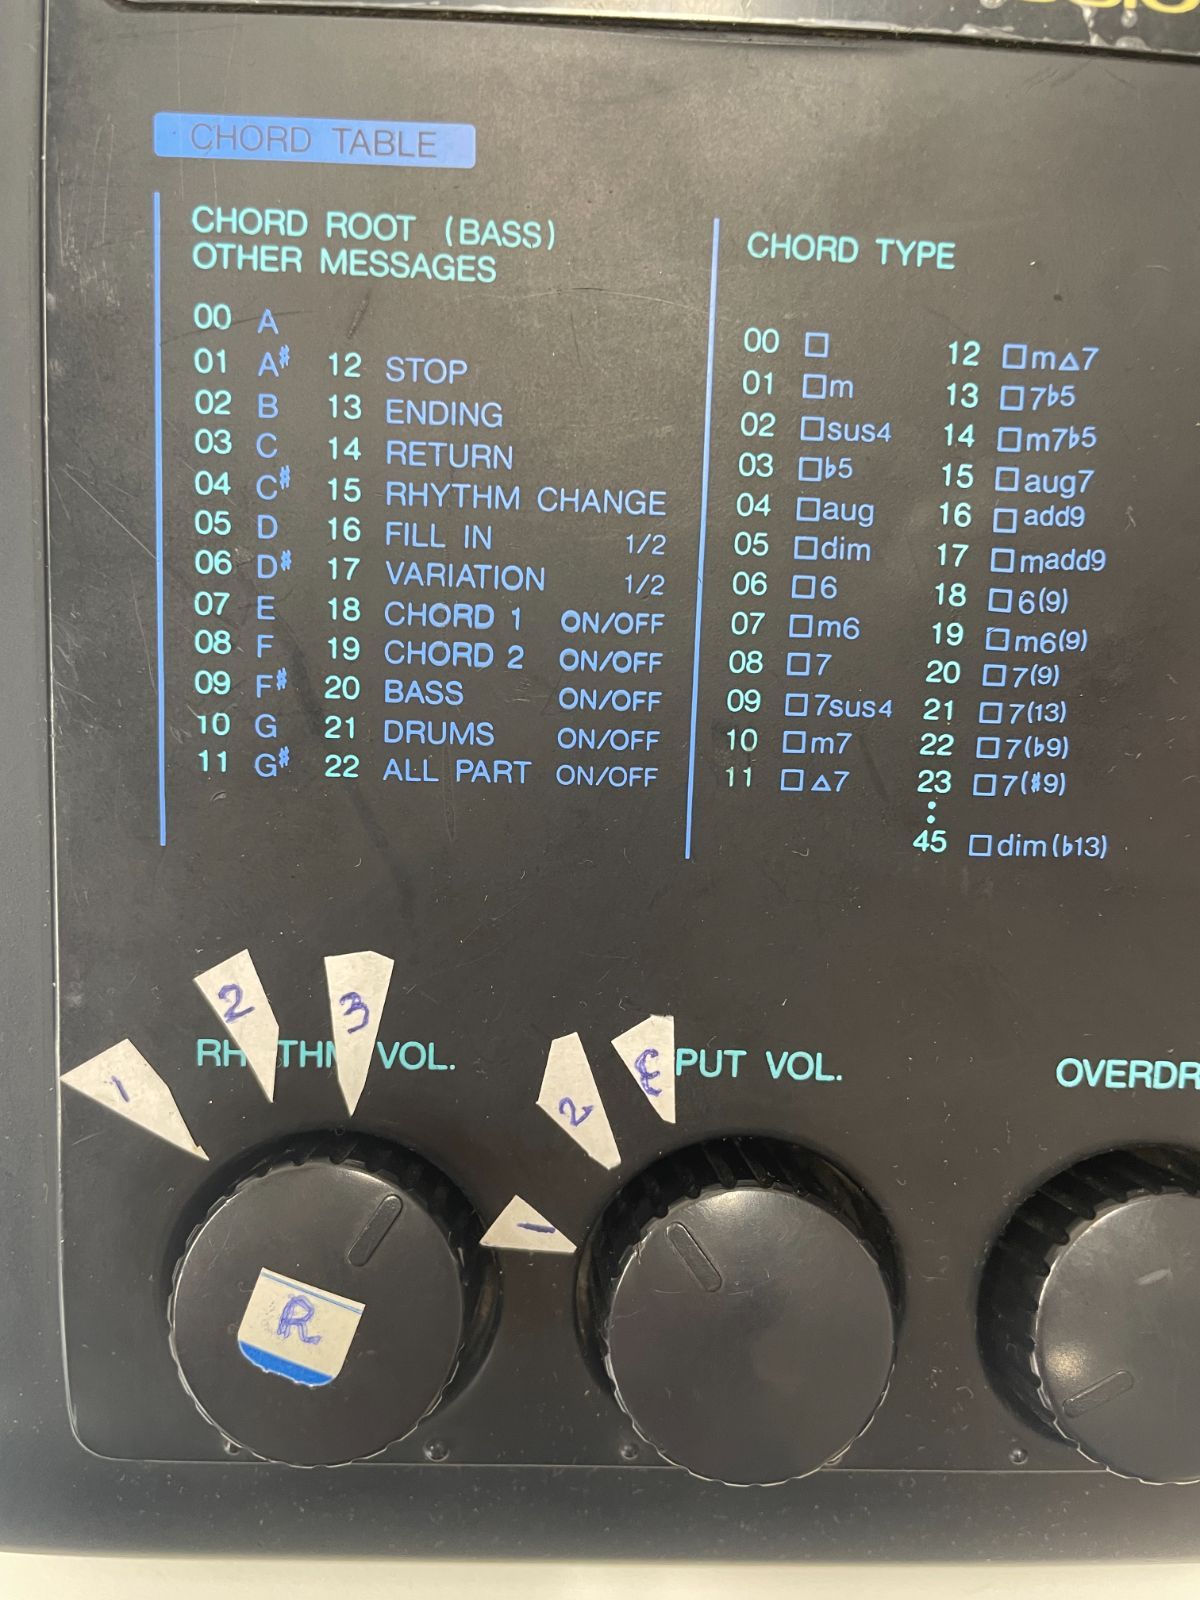 CHORD TABLE
CHORD ROOT (BASS)
OTHER MESSAGES
00 A
01 A♯ 12 STOP
02 B 13 ENDING
03 C 14 RETURN
04 C♯ 15 RHYTHM CHANGE
05 D 16 FILL IN 1/2
06 D♯ 17 VARIATION 1/2
07 E 18 CHORD 1 ON/OFF
08 F 19 CHORD 2 ON/OFF
09 F♯ 20 BASS ON/OFF
10 G 21 DRUMS ON/OFF
11 G♯ 22 ALL PART ON/OFF
CHORD TYPE
00 □ 12 □m△7
01 □m 13 □7♭5
02 □sus4 14 □m7♭5
03 □♭5 15 □aug7
04 □aug 16 □add9
05 □dim 17 □madd9
06 □6 18 □6(9)
07 □m6 19 □m6(9)
08 □7 20 □7(9)
09 □7sus4 21 □7(13)
10 □m7 22 □7(♭9)
11 □△7 23 □7(♯9)
:
45 □dim(♭13)
1 2 3
VOL.
2
PUT VOL.
OVERDR
1
R